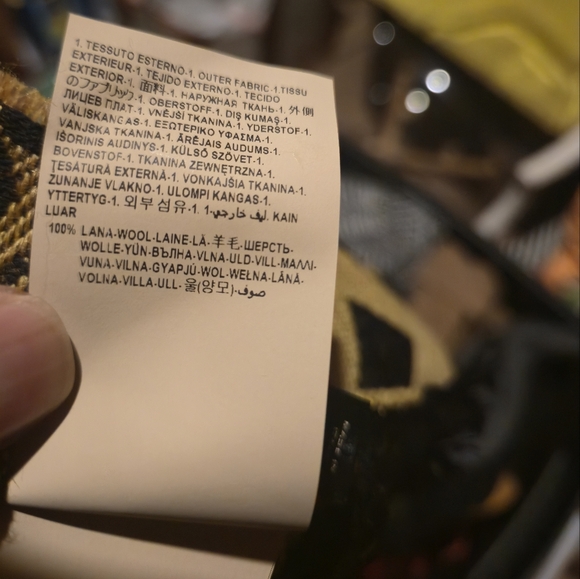 1. TESSUTO ESTERNO-1. OUTER FABRIC-1.TISSU
EXTERIEUR-1. TEJIDO EXTERNO-1. TECIDO
EXTERIOR-1. 面料-1. НАРУЖНАЯ ТКАНЬ-1. 外側
のファブリック-1. OBERSTOFF-1. DIŞ KUMAŞ-1.
ЛИЦЕВ ПЛАТ-1. VNĚJŠÍ TKANINA-1. YDERSTOF-1.
VÄLISKANGAS-1. ΕΞΩΤΕΡΙΚΟ ΥΦΑΣΜΑ-1.
VANJSKA TKANINA-1. ĀRĒJAIS AUDUMS-1.
IŠORINIS AUDINYS-1. KÜLSŐ SZÖVET-1.
BOVENSTOF-1. TKANINA ZEWNĘTRZNA-1.
ŢESĂTURĂ EXTERNĂ-1. VONKAJŠIA TKANINA-1.
ZUNANJE VLAKNO-1. ULOMPI KANGAS-1.
YTTERTYG-1. 외부 섬유-1. ليف خارجي-1. KAIN
LUAR
100% LANA-WOOL-LAINE-LÃ-羊毛-ШЕРСТЬ-
WOLLE-YÜN-ВЪЛНА-VLNA-ULD-VILL-ΜΑΛΛΙ-
VUNA-VILNA-GYAPJÚ-WOL-WEŁNA-LÂNĂ-
VOLNA-VILLA-ULL-울(양모)-صوف